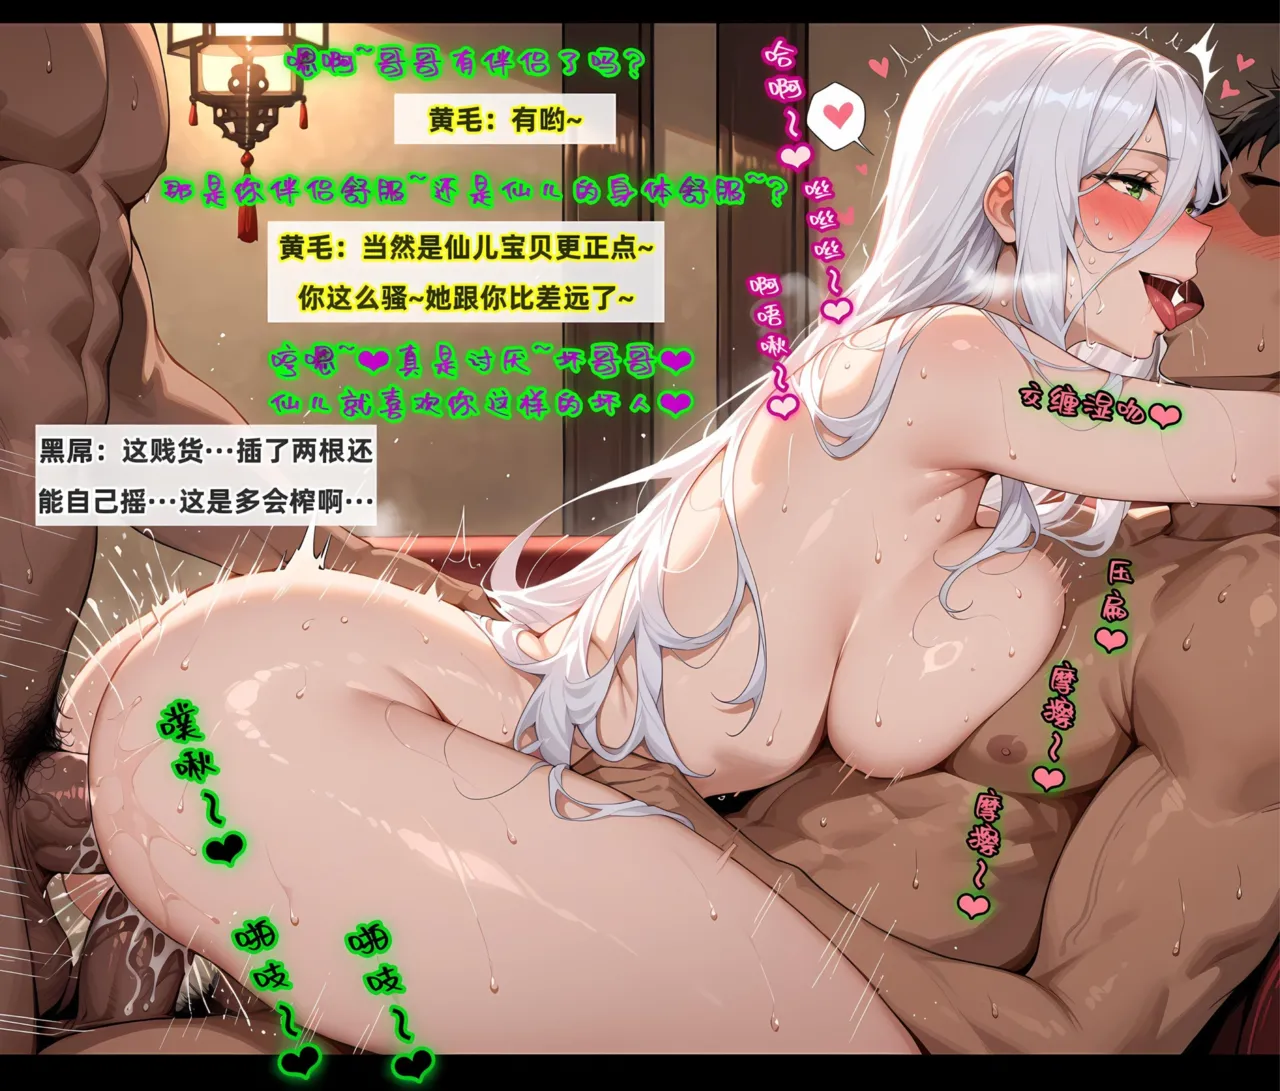 嗯啊~哥哥有伴侣了吗?
黄毛：有哟~
那是你伴侣舒服~还是仙儿的身体舒服~?
黄毛：当然是仙儿宝贝更正点~
你这么骚~她跟你比差远了~
哼嗯~❤真是讨厌~坏哥哥❤
仙儿就喜欢你这样的坏人❤
黑屌：这贱货…插了两根还
能自己摇…这是多会榨啊…
哈啊~❤
咝咝咝~❤
啊唔啾~❤
交缠湿吻❤
压扁❤
摩擦~❤
摩擦~❤
噗啾~❤
啪吱~❤
啪吱~❤